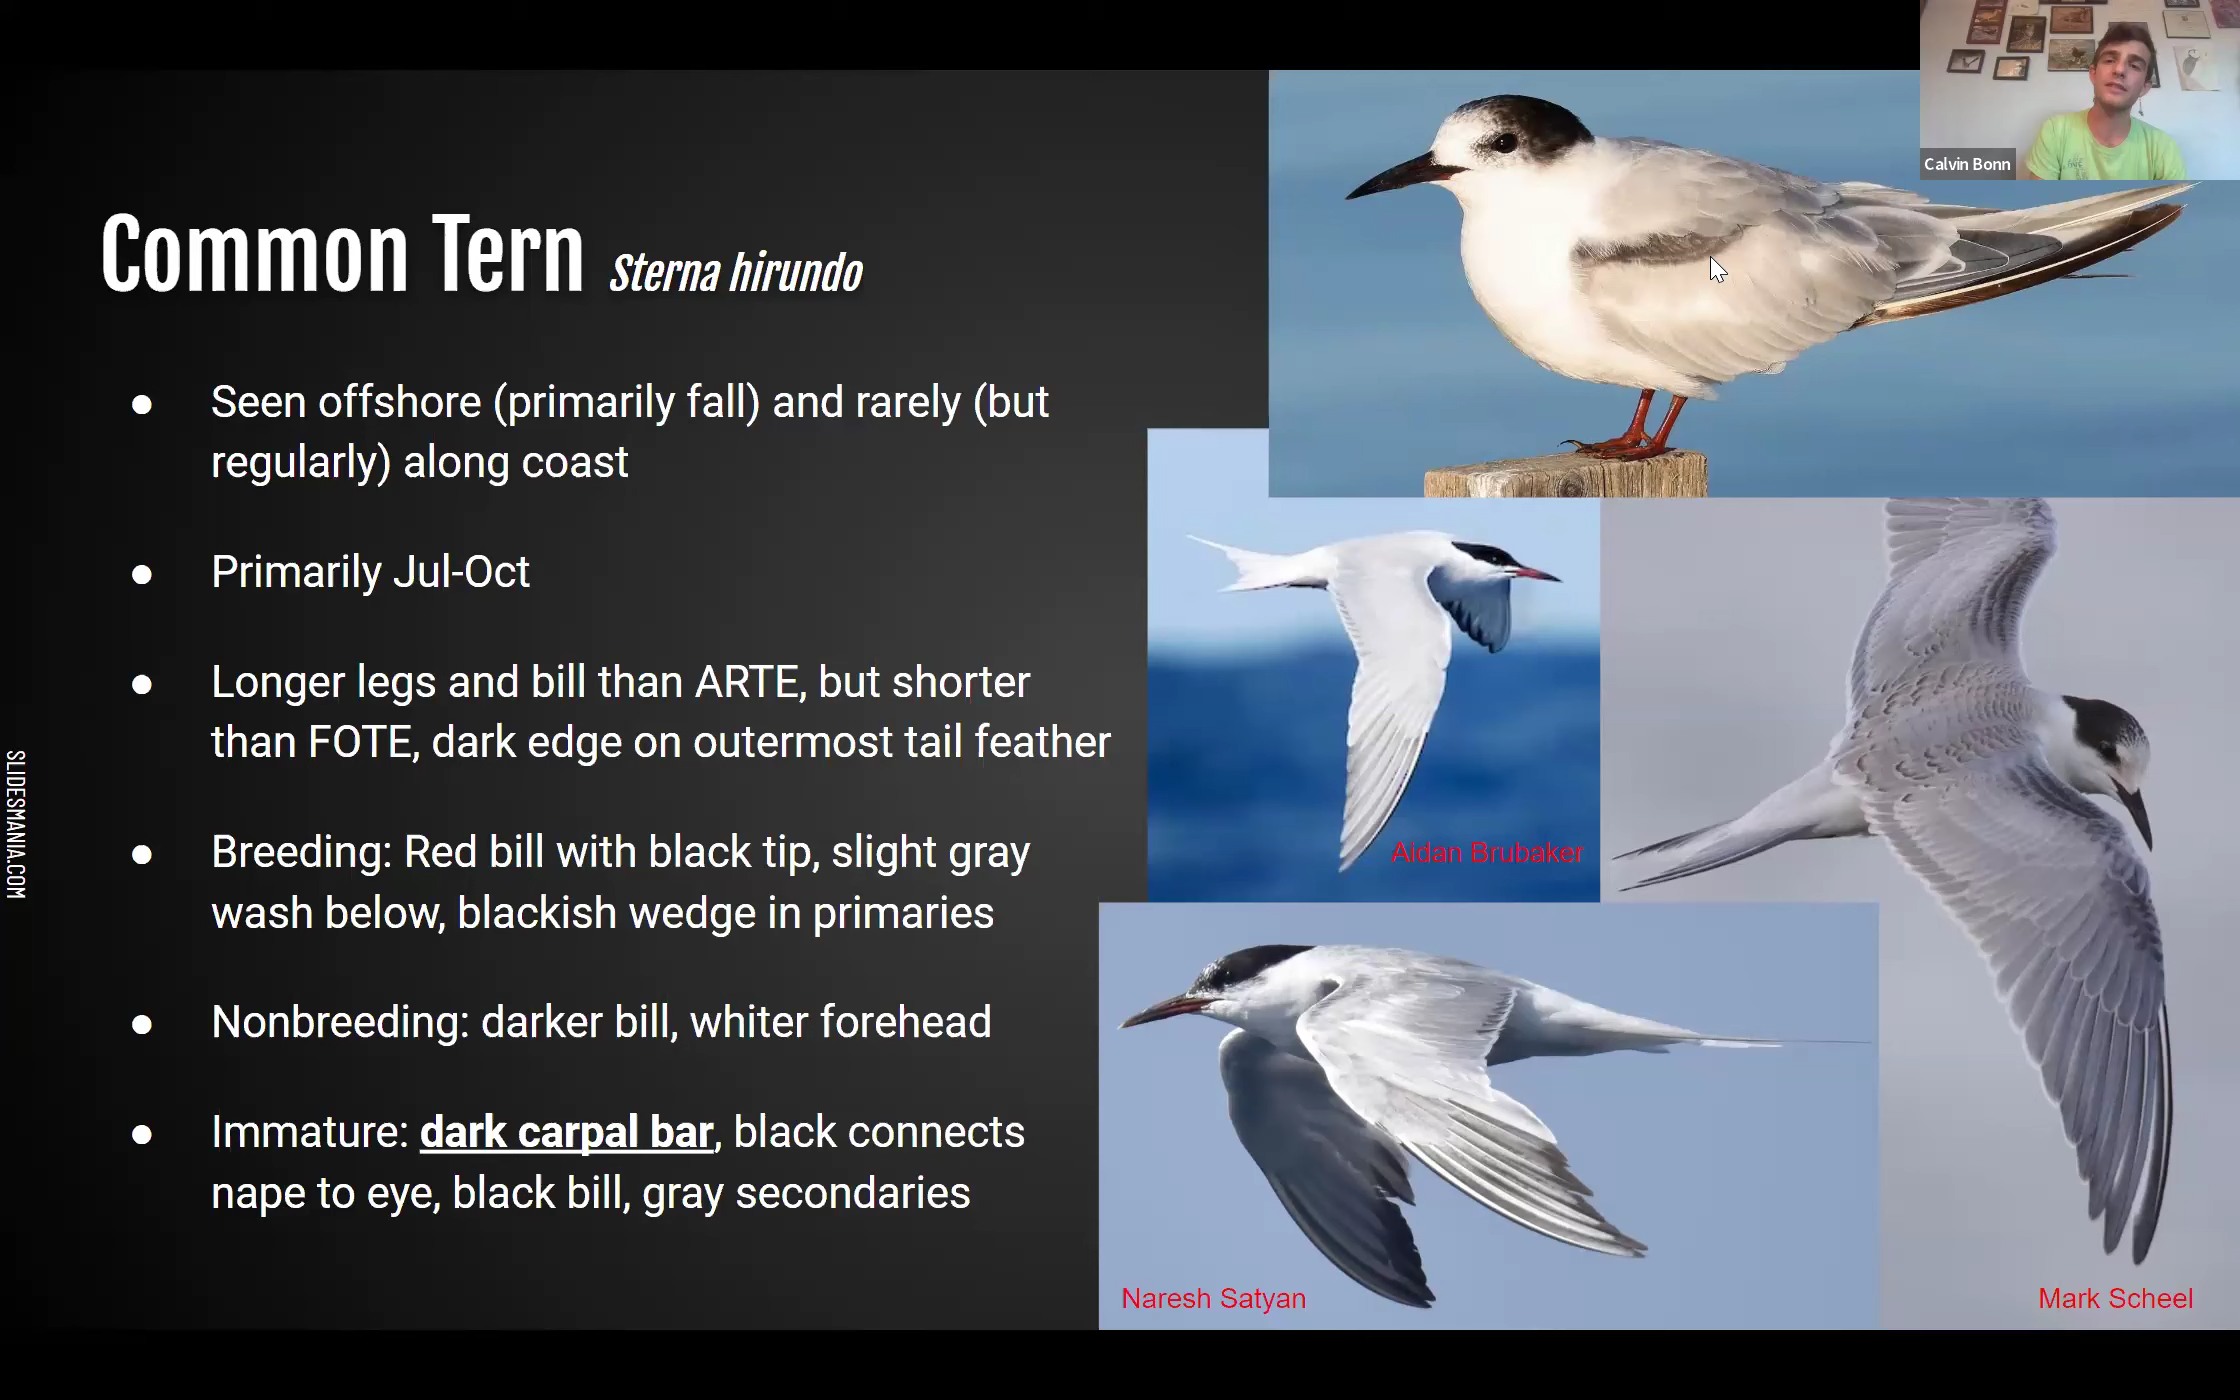 Calvin Bonn
Common Tern Sterna hirundo
● Seen offshore (primarily fall) and rarely (but
regularly) along coast
● Primarily Jul-Oct
● Longer legs and bill than ARTE, but shorter
than FOTE, dark edge on outermost tail feather
● Breeding: Red bill with black tip, slight gray
wash below, blackish wedge in primaries
● Nonbreeding: darker bill, whiter forehead
● Immature: dark carpal bar, black connects
nape to eye, black bill, gray secondaries
SLIDESMANIA.COM
Aidan Brubaker
Naresh Satyan
Mark Scheel